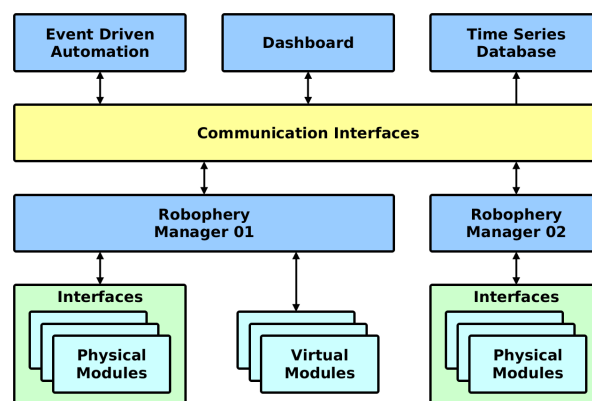 Event Driven
Automation
Dashboard
Time Series
Database
Communication Interfaces
Robophery
Manager 01
Robophery
Manager 02
Interfaces
Physical
Modules
Virtual
Modules
Interfaces
Physical
Modules